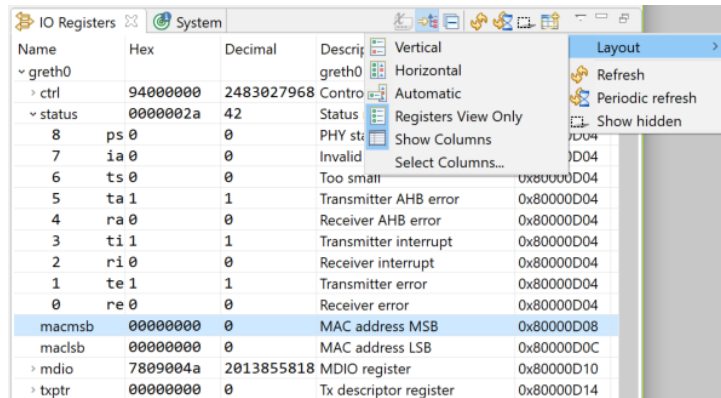 IO Registers System
Name Hex Decimal Descrip Vertical Layout
greth0 greth0 Horizontal Refresh
ctrl 94000000 2483027968 Contro Automatic Periodic refresh
status 0000002a 42 Status Registers View Only Show hidden
8 ps 0 0 PHY sta Show Columns
7 ia 0 0 Invalid Select Columns... 0x80000D04
6 ts 0 0 Too small 0x80000D04
5 ta 1 1 Transmitter AHB error 0x80000D04
4 ra 0 0 Receiver AHB error 0x80000D04
3 ti 1 1 Transmitter interrupt 0x80000D04
2 ri 0 0 Receiver interrupt 0x80000D04
1 te 1 1 Transmitter error 0x80000D04
0 re 0 0 Receiver error 0x80000D04
macmsb 00000000 0 MAC address MSB 0x80000D08
maclsb 00000000 0 MAC address LSB 0x80000D0C
mdio 7809004a 2013855818 MDIO register 0x80000D10
txptr 00000000 0 Tx descriptor register 0x80000D14